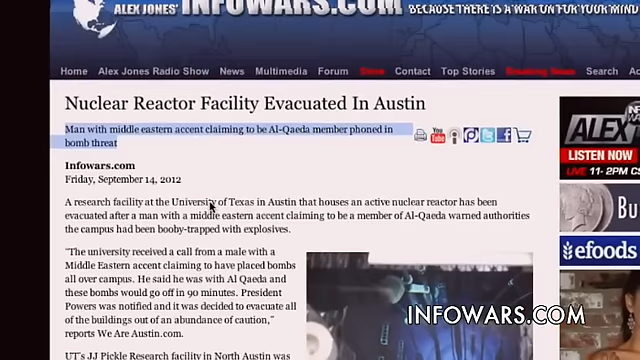 ALEX JONES' INFOWARS.COM BECAUSE THERE IS A WAR ON FOR YOUR MIND
Home Alex Jones Radio Show News Multimedia Forum Store Contact Top Stories Breaking News Search
Nuclear Reactor Facility Evacuated In Austin
Man with middle eastern accent claiming to be Al-Qaeda member phoned in
bomb threat
Infowars.com
Friday, September 14, 2012
A research facility at the University of Texas in Austin that houses an active nuclear reactor has been
evacuated after a man with a middle eastern accent claiming to be a member of Al-Qaeda warned authorities
the campus had been booby-trapped with explosives.
"The university received a call from a male with a
Middle Eastern accent claiming to have placed bombs
all over campus. He said he was with Al Qaeda and
these bombs would go off in 90 minutes. President
Powers was notified and it was decided to evacuate all
of the buildings out of an abundance of caution,"
reports We Are Austin.com.
UT's JJ Pickle Research facility in North Austin was
You Tube
ALEX
LISTEN NOW
LIVE 11- 2PM
efoods
INFOWARS.COM